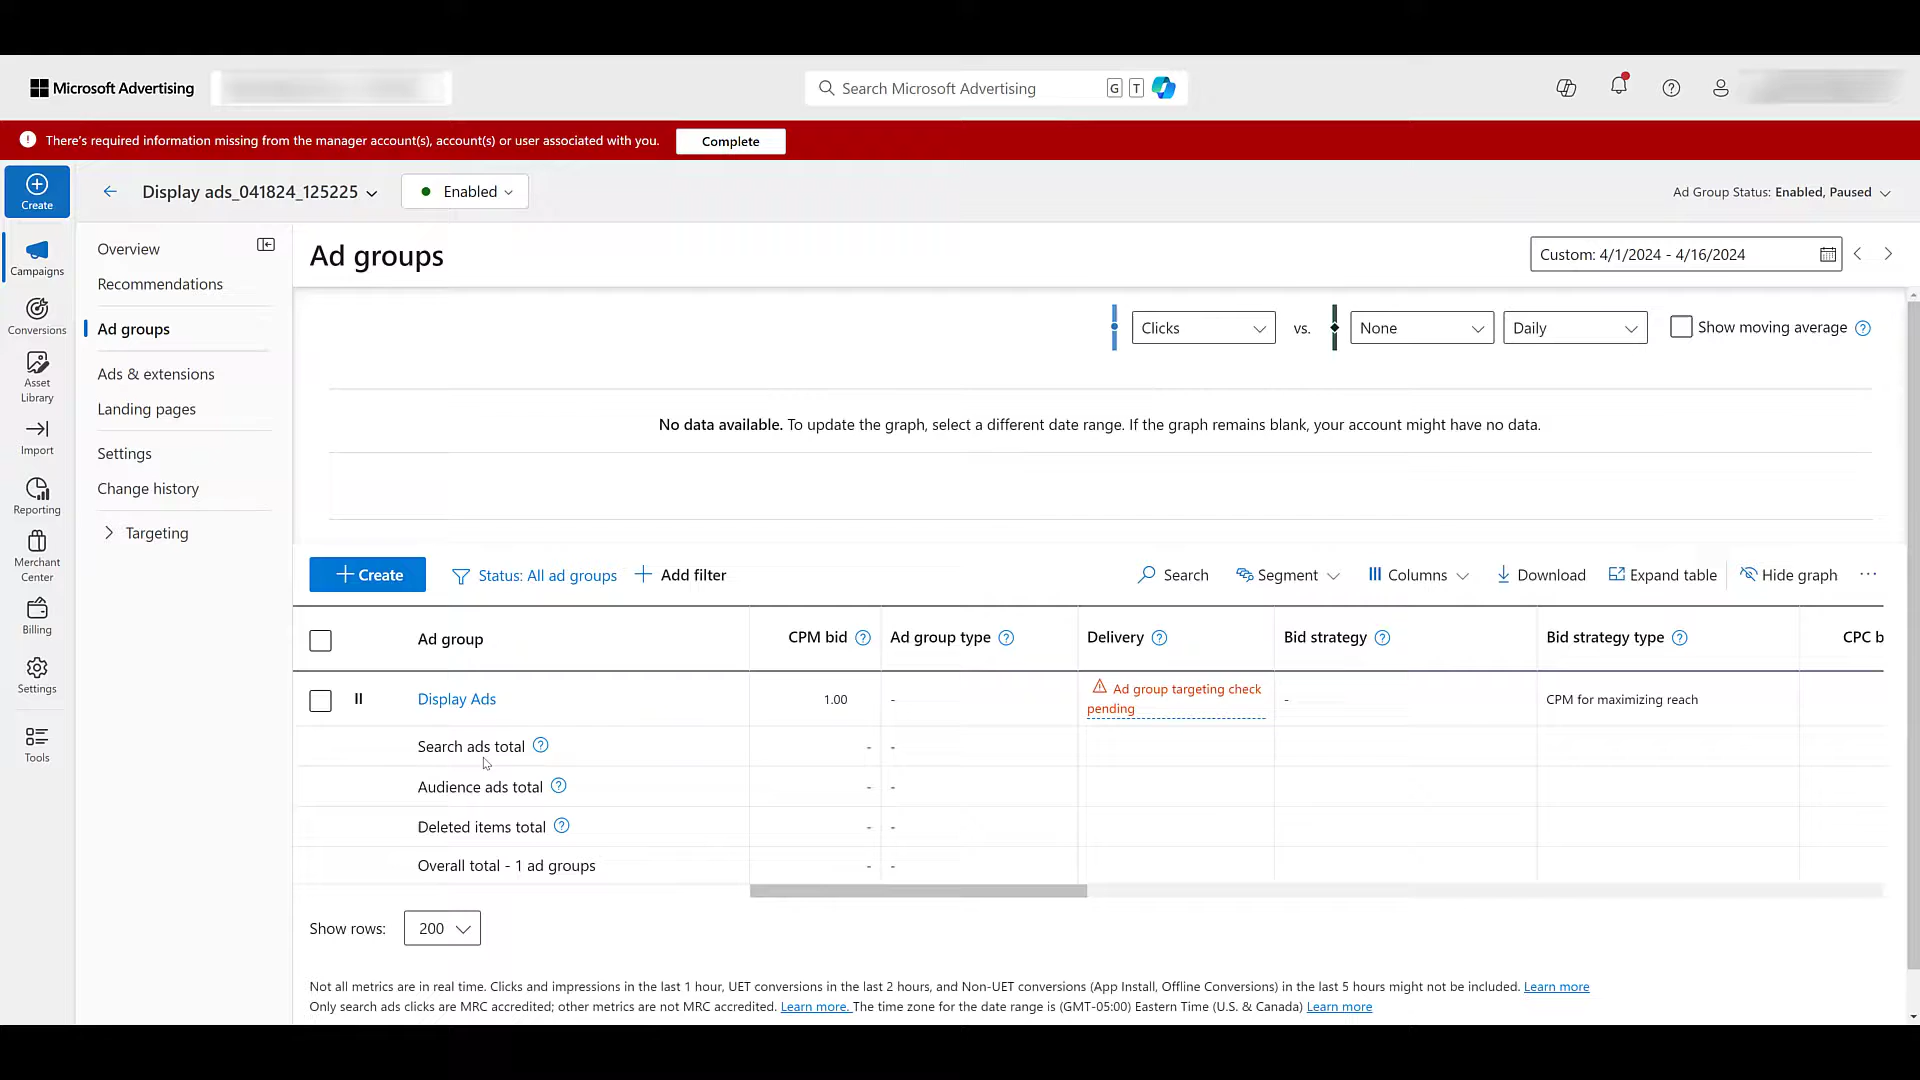 Microsoft Advertising
Search Microsoft Advertising
G T
There's required information missing from the manager account(s), account(s) or user associated with you.
Complete
Create
Display ads_041824_125225
Enabled
Ad Group Status: Enabled, Paused
Campaigns
Conversions
Asset
Library
Import
Reporting
Merchant
Center
Billing
Settings
Tools
Overview
Recommendations
Ad groups
Ads & extensions
Landing pages
Settings
Change history
Targeting
Ad groups
Custom: 4/1/2024 - 4/16/2024
Clicks
vs.
None
Daily
Show moving average
No data available. To update the graph, select a different date range. If the graph remains blank, your account might have no data.
Create
Status: All ad groups
Add filter
Search
Segment
Columns
Download
Expand table
Hide graph
Ad group
CPM bid
Ad group type
Delivery
Bid strategy
Bid strategy type
CPC b
Display Ads
1.00
-
Ad group targeting check
pending
-
CPM for maximizing reach
Search ads total
-
-
Audience ads total
-
-
Deleted items total
-
-
Overall total - 1 ad groups
-
-
Show rows:
200
Not all metrics are in real time. Clicks and impressions in the last 1 hour, UET conversions in the last 2 hours, and Non-UET conversions (App Install, Offline Conversions) in the last 5 hours might not be included. Learn more
Only search ads clicks are MRC accredited; other metrics are not MRC accredited. Learn more. The time zone for the date range is (GMT-05:00) Eastern Time (U.S. & Canada) Learn more